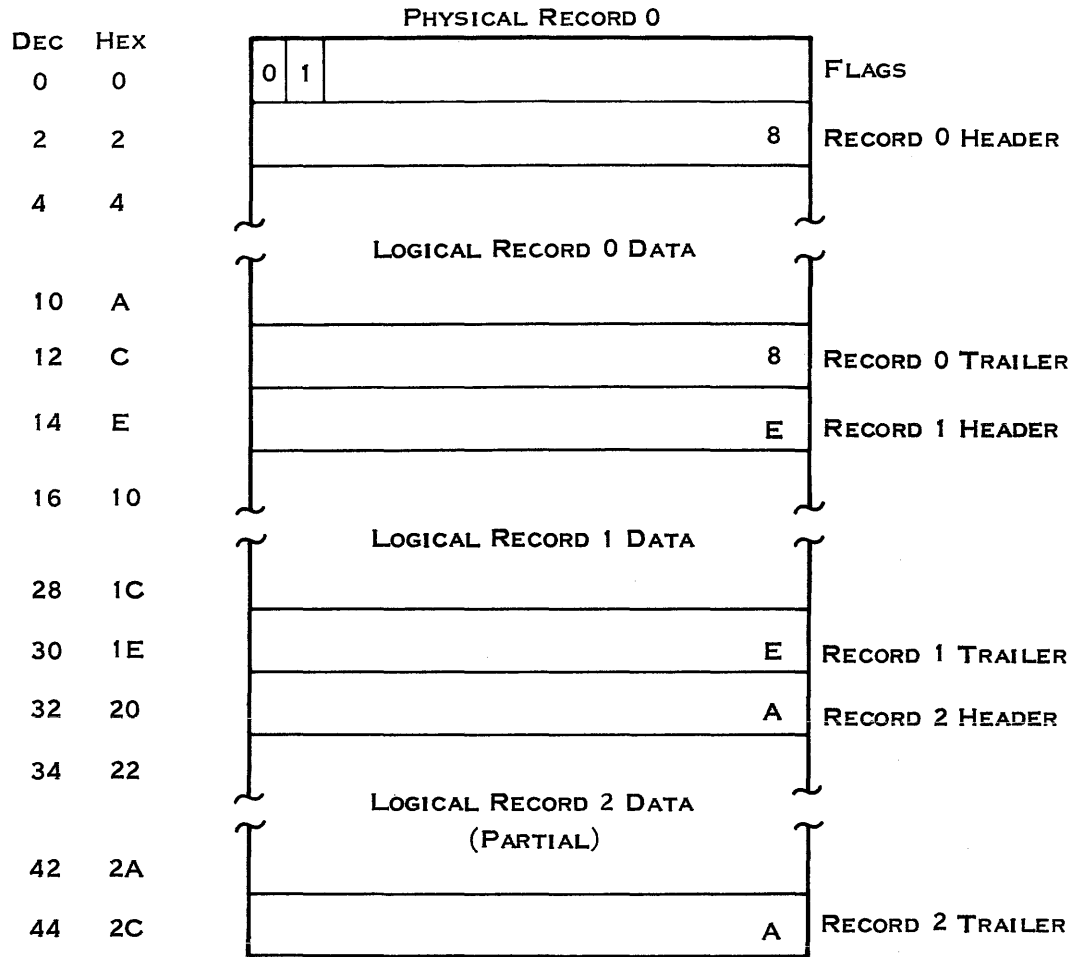 PHYSICAL RECORD 0
DEC HEX
0 0 0 1 FLAGS
2 2 8 RECORD 0 HEADER
4 4
LOGICAL RECORD 0 DATA
10 A
12 C 8 RECORD 0 TRAILER
14 E E RECORD 1 HEADER
16 10
LOGICAL RECORD 1 DATA
28 1C
30 1E E RECORD 1 TRAILER
32 20 A RECORD 2 HEADER
34 22
LOGICAL RECORD 2 DATA
(PARTIAL)
42 2A
44 2C A RECORD 2 TRAILER